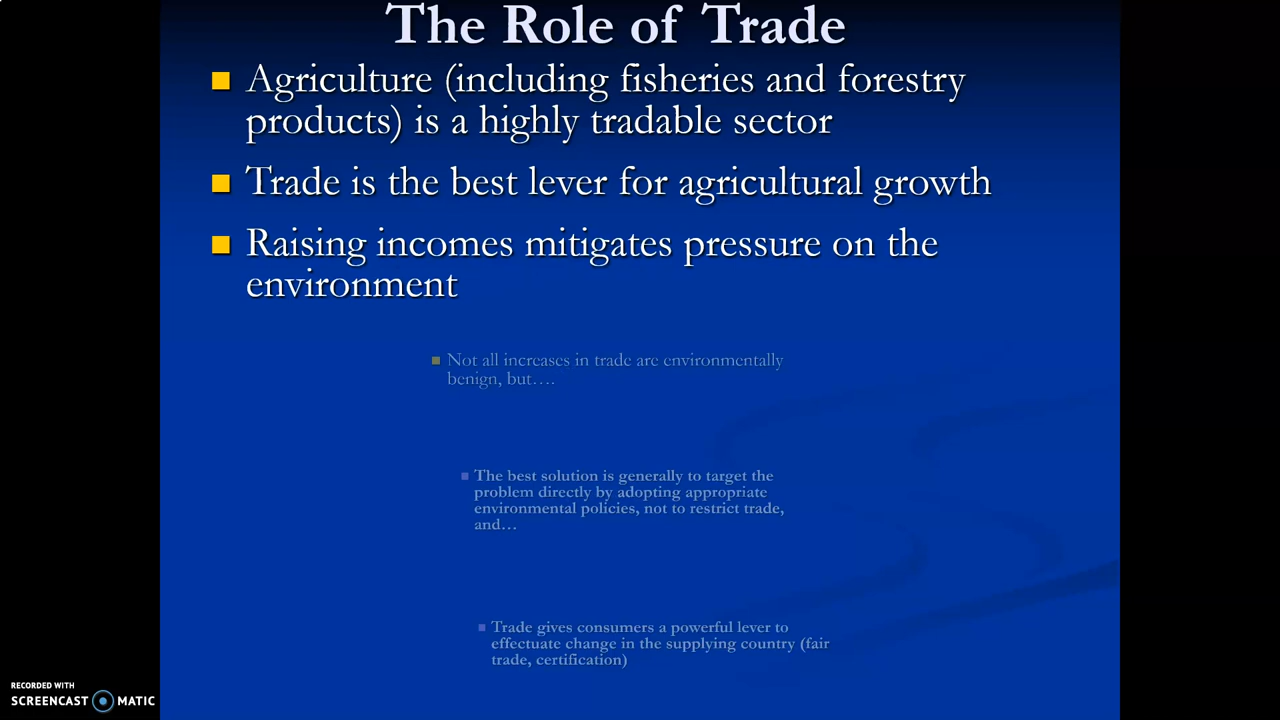 The Role of Trade
Agriculture (including fisheries and forestry
products) is a highly tradable sector
Trade is the best lever for agricultural growth
Raising incomes mitigates pressure on the
environment
Not all increases in trade are environmentally
benign, but….
The best solution is generally to target the
problem directly by adopting appropriate
environmental policies, not to restrict trade,
and…
Trade gives consumers a powerful lever to
effectuate change in the supplying country (fair
trade, certification)
RECORDED WITH
SCREENCAST MATIC